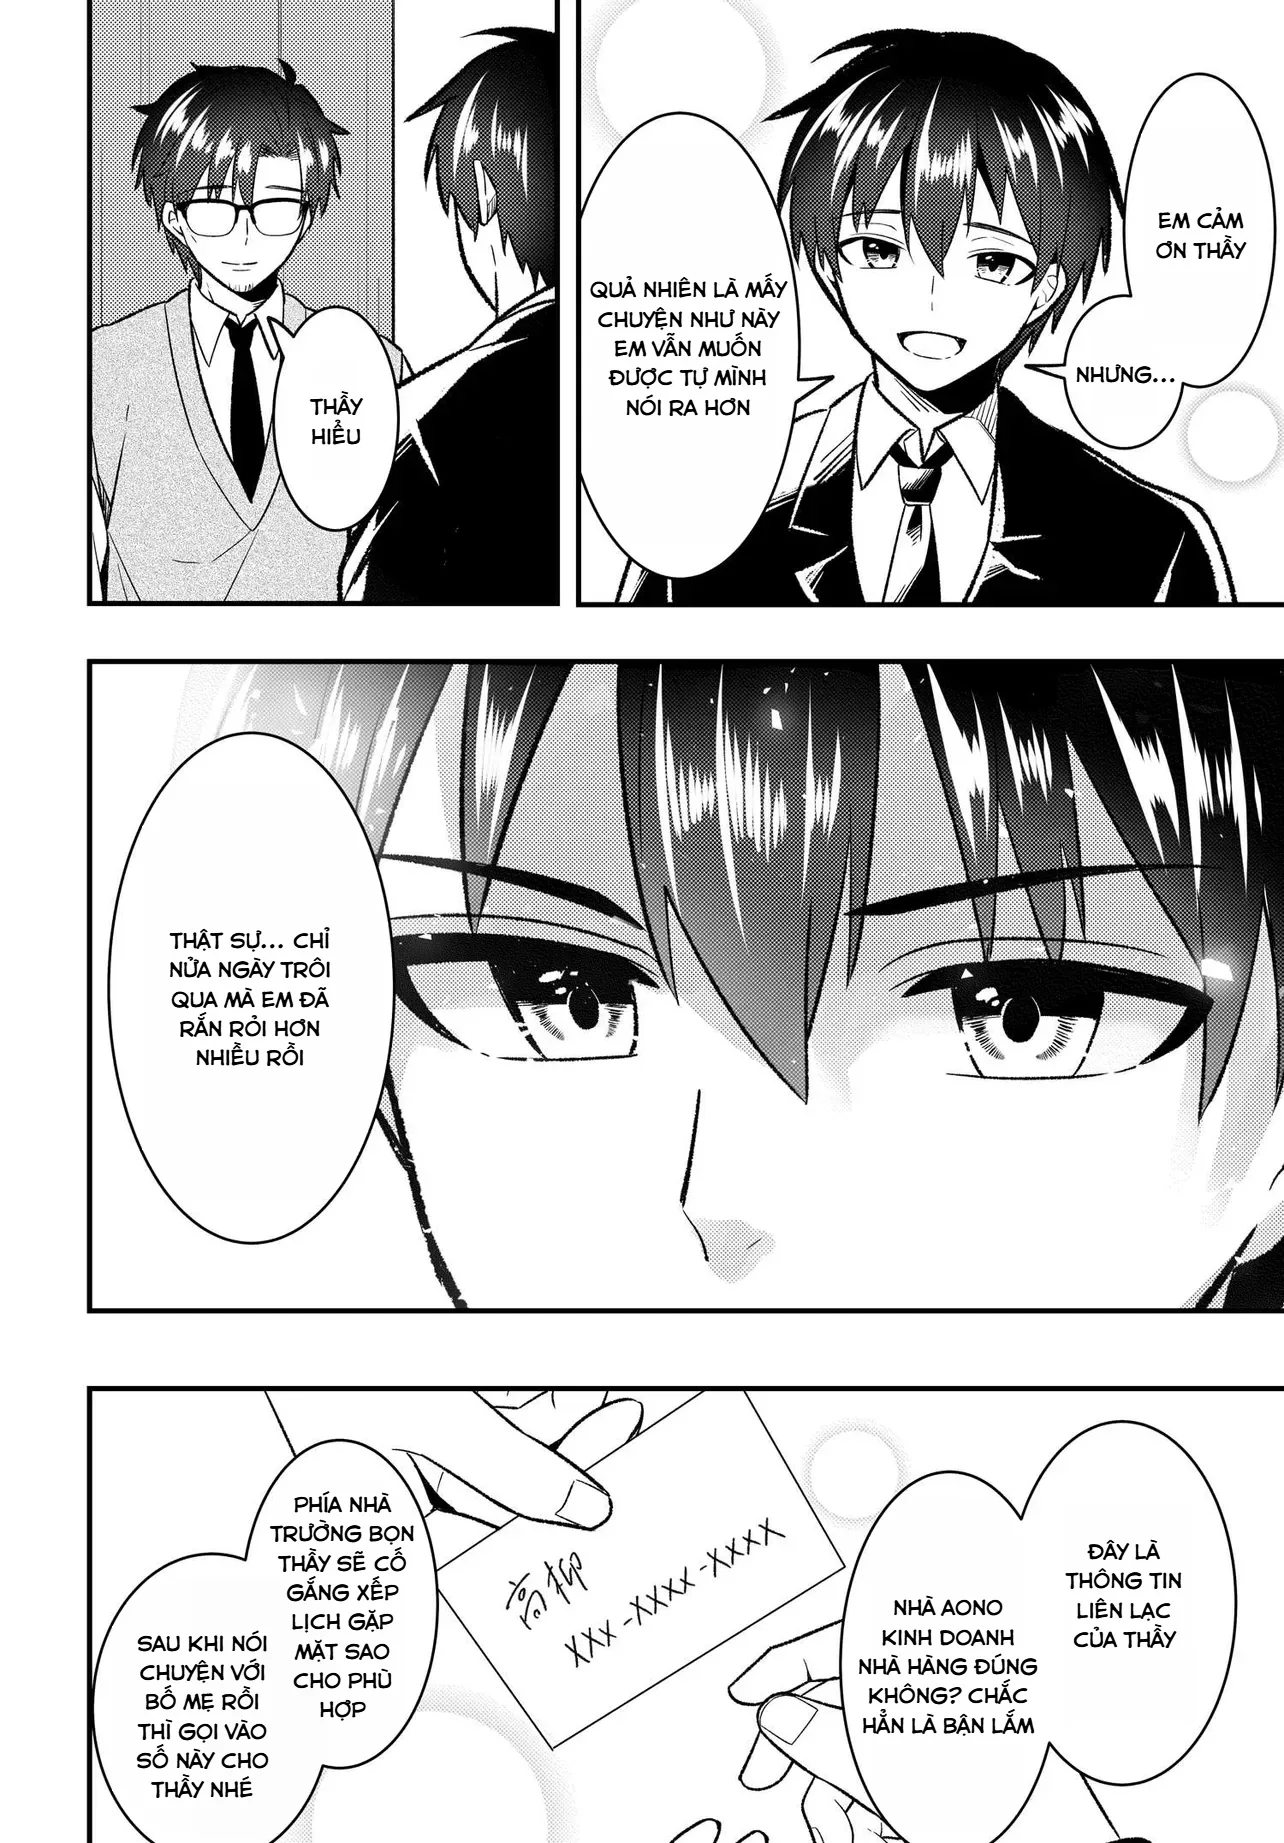 EM CẢM
ƠN THẦY
NHƯNG...
QUẢ NHIÊN LÀ MẤY
CHUYỆN NHƯ NÀY
EM VẪN MUỐN
ĐƯỢC TỰ MÌNH
NÓI RA HƠN
THẦY
HIỂU
THẬT SỰ... CHỈ
NỬA NGÀY TRÔI
QUA MÀ EM ĐÃ
RẮN RỎI HƠN
NHIỀU RỒI
ĐÂY LÀ
THÔNG TIN
LIÊN LẠC
CỦA THẦY
NHÀ AONO
KINH DOANH
NHÀ HÀNG ĐÚNG
KHÔNG? CHẮC
HẲN LÀ BẬN LẮM
高柳
XXX-XXXX-XXXX
PHÍA NHÀ
TRƯỜNG BỌN
THẦY SẼ CỐ
GẮNG XẾP
LỊCH GẶP
MẶT SAO
CHO PHÙ
HỢP
SAU KHI NÓI
CHUYỆN VỚI
BỐ MẸ RỒI
THÌ GỌI VÀO
SỐ NÀY CHO
THẦY NHÉ